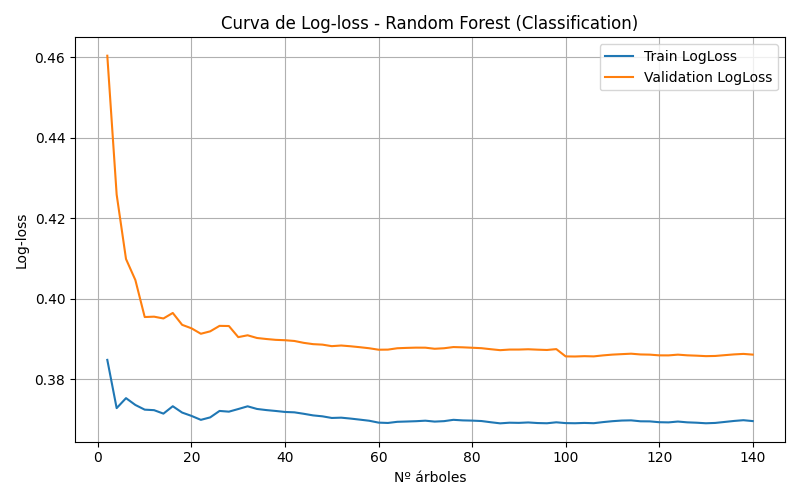 Curva de Log-loss - Random Forest (Classification)
Train LogLoss
Validation LogLoss
Log-loss
0.46
0.44
0.42
0.40
0.38
0 20 40 60 80 100 120 140
Nº árboles